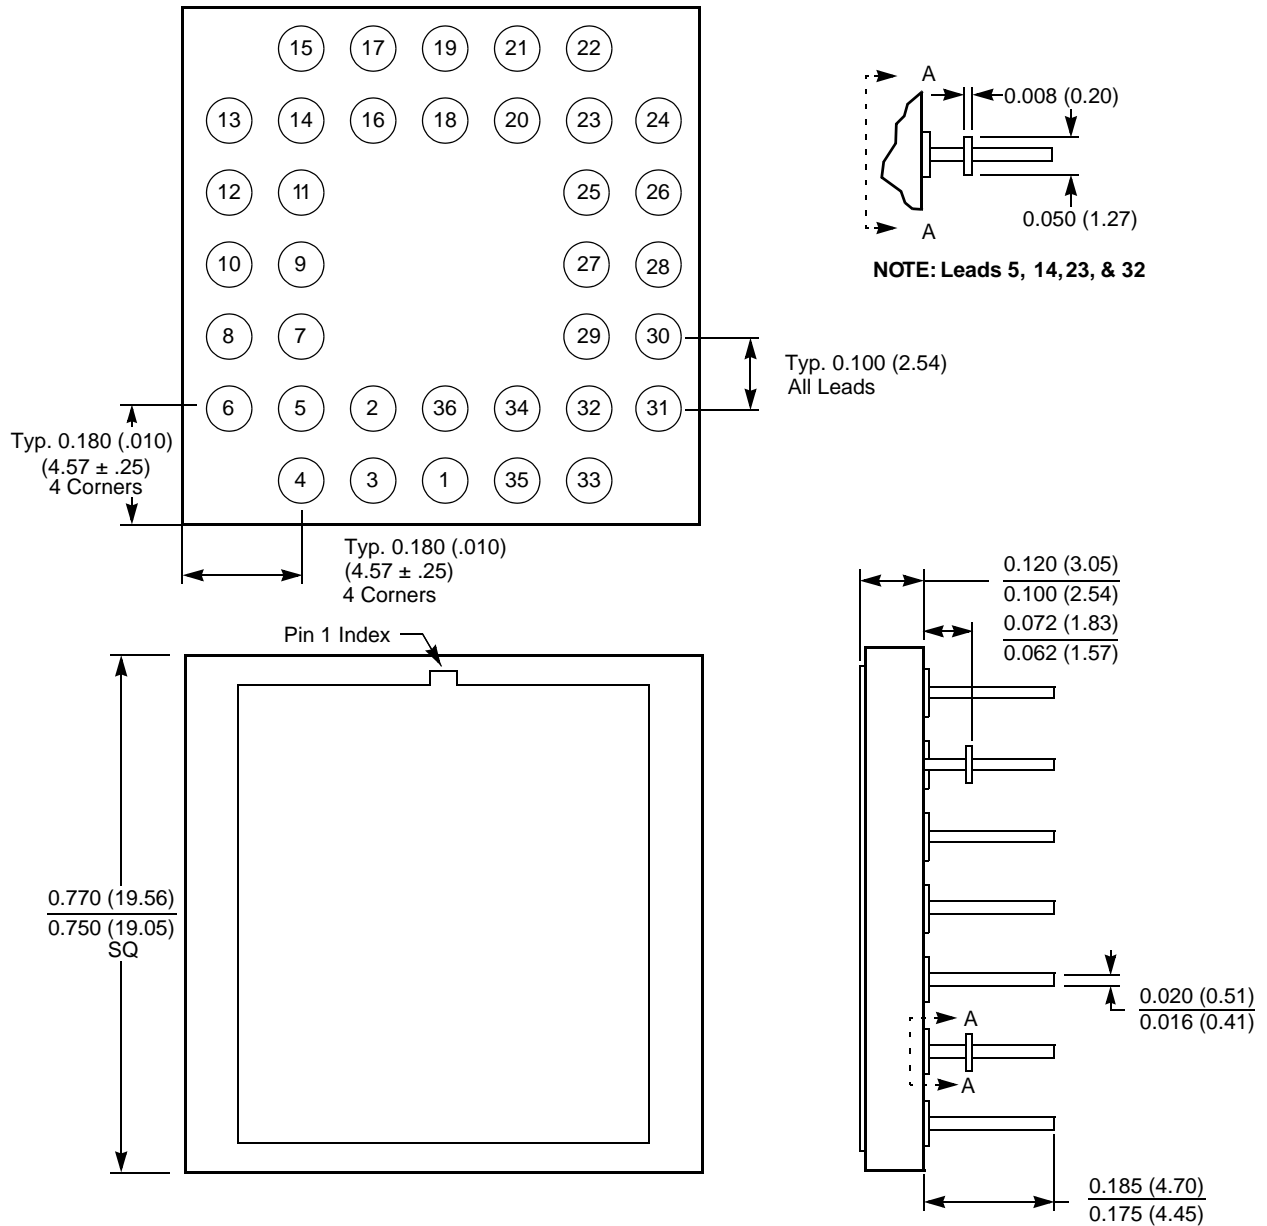 15 17 19 21 22
13 14 16 18 20 23 24
12 11 25 26
10 9 27 28
8 7 29 30
6 5 2 36 34 32 31
4 3 1 35 33
Typ. 0.180 (.010)
(4.57 ± .25)
4 Corners
Typ. 0.180 (.010)
(4.57 ± .25)
4 Corners
Typ. 0.100 (2.54)
All Leads
A
0.008 (0.20)
0.050 (1.27)
A
NOTE: Leads 5, 14, 23, & 32
Pin 1 Index
0.770 (19.56)
0.750 (19.05)
SQ
0.120 (3.05)
0.100 (2.54)
0.072 (1.83)
0.062 (1.57)
0.020 (0.51)
0.016 (0.41)
A
A
0.185 (4.70)
0.175 (4.45)